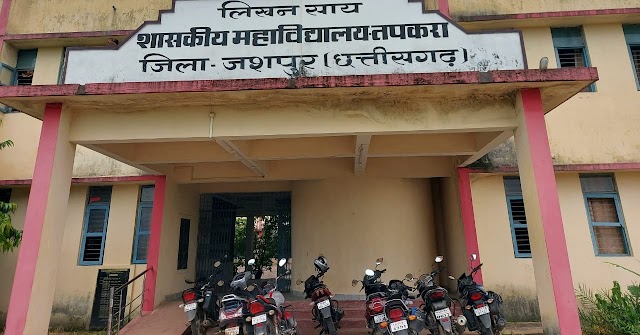 लिखन साय
शासकीय महाविद्यालय-तपकरा
जिला - जशपुर (छत्तीसगढ़)